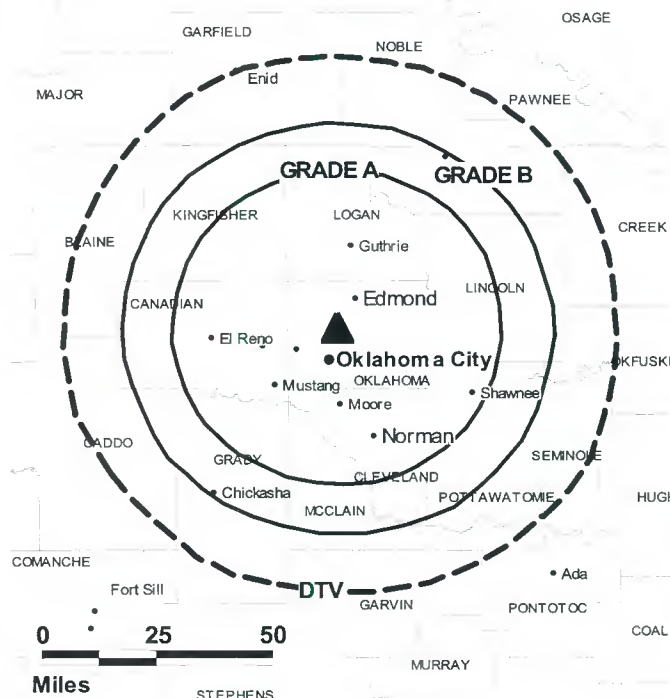 OSAGE
GARFIELD
NOBLE
Enid
MAJOR
PAWNEE
GRADE A
GRADE B
KINGFISHER
LOGAN
CREEK
BLAINE
Guthrie
LINCOLN
Edmond
CANADIAN
El Reno
Oklahoma City
OKFUSKI
Mustang
OKLAHOMA
Shawnee
Moore
Norman
CADDO
SEMINOLE
GRADY
CLEVELAND
Chickasha
POTTAWATOMIE
HUGH
MCCLAIN
COMANCHE
Ada
Fort Sill
DTV
GARVIN
PONTOTOC
0 25 50
COAL
MURRAY
Miles
STEPHENS